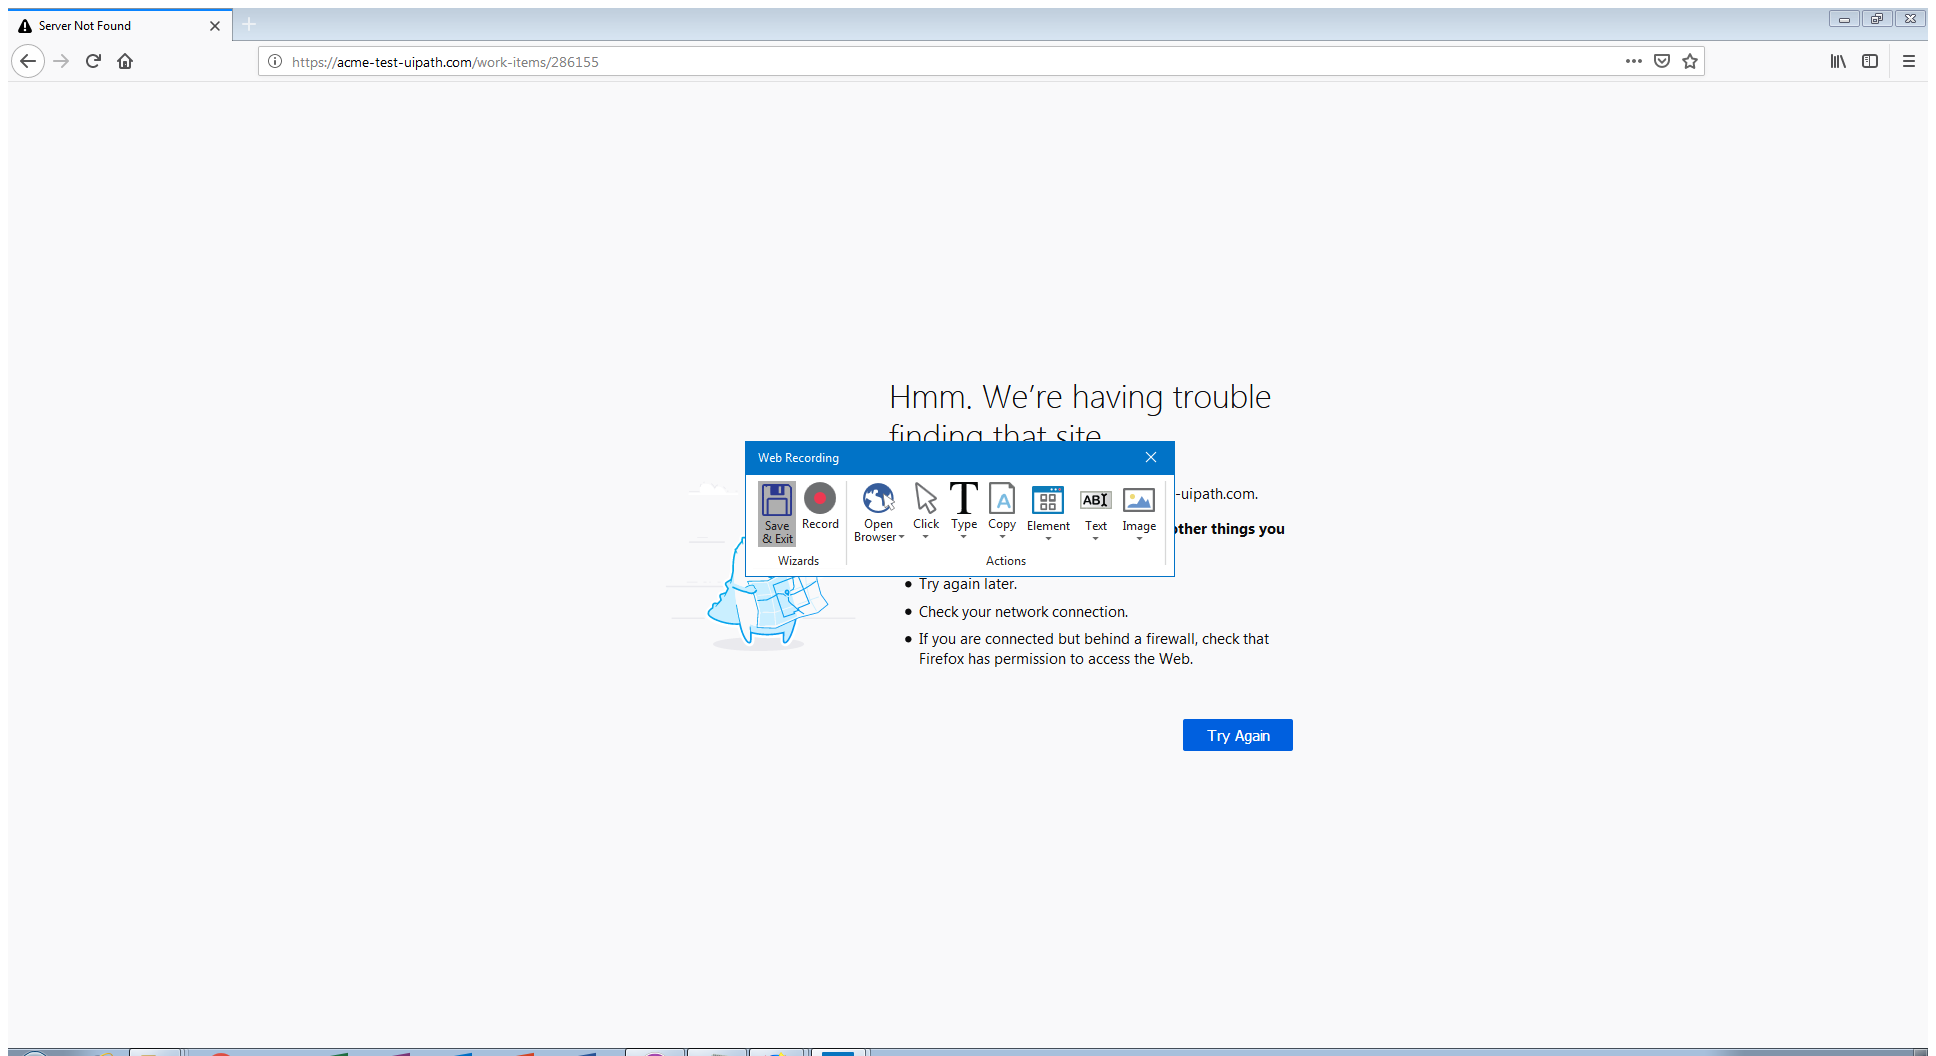 Server Not Found
https://acme-test-uipath.com/work-items/286155
Hmm. We're having trouble
finding that site
Web Recording
-uipath.com.
Save
& Exit
Record
Open
Browser
Click
Type
Copy
Element
Text
Image
other things you
Wizards
Actions
Try again later.
Check your network connection.
If you are connected but behind a firewall, check that
Firefox has permission to access the Web.
Try Again